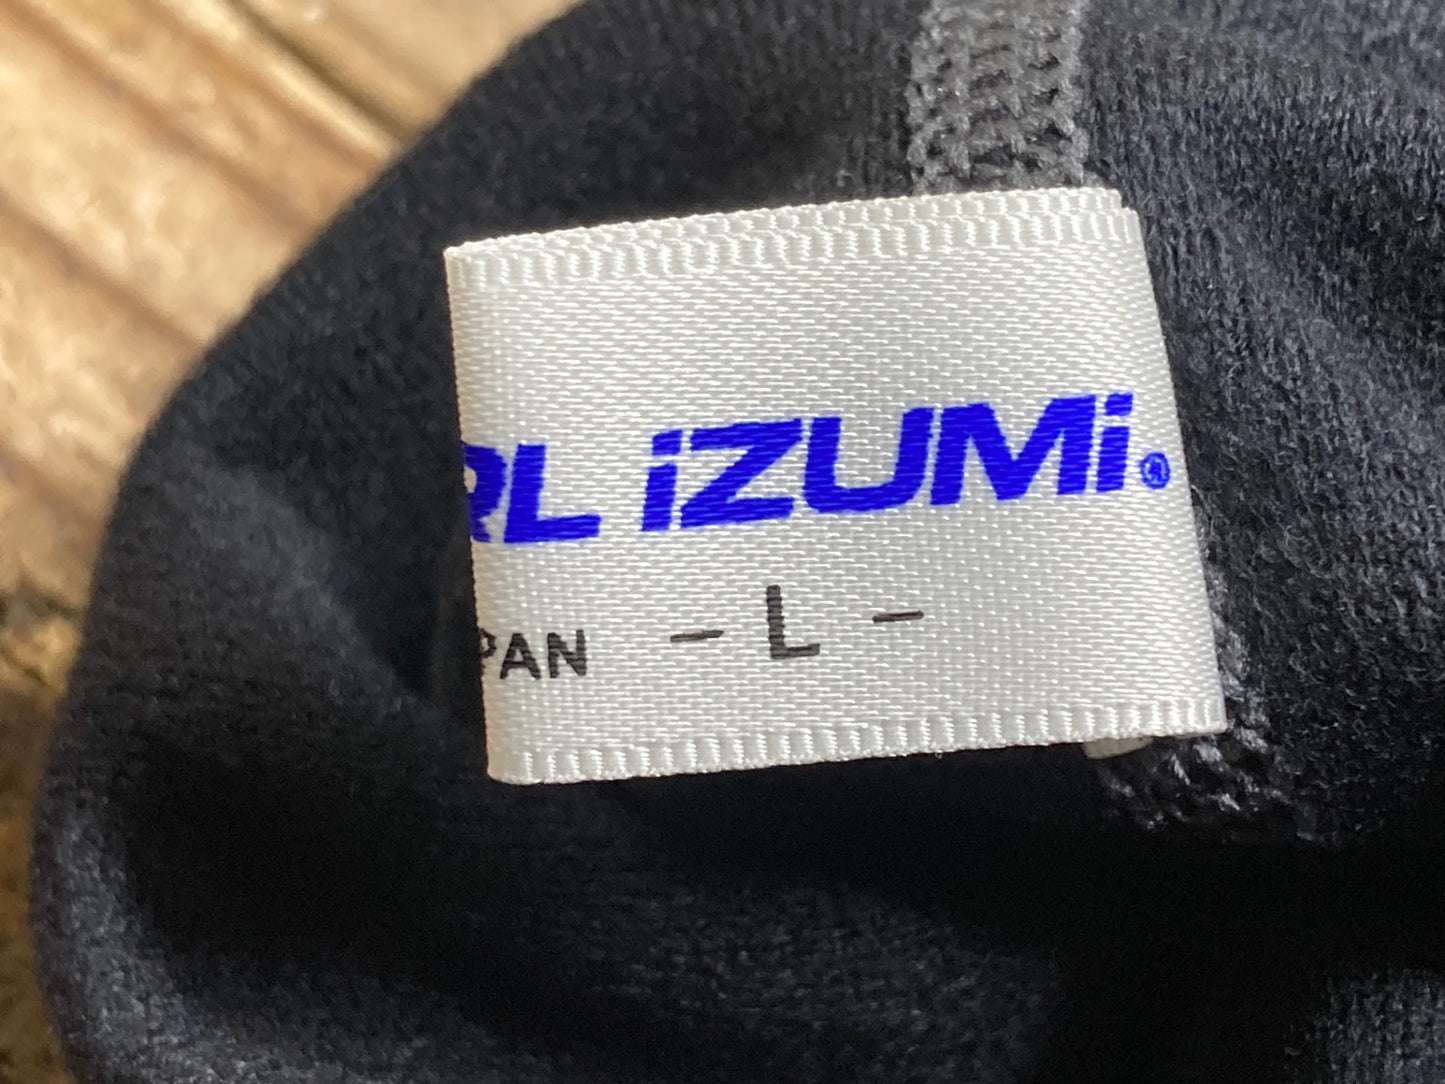 RL iZUMi®
PAN - L -